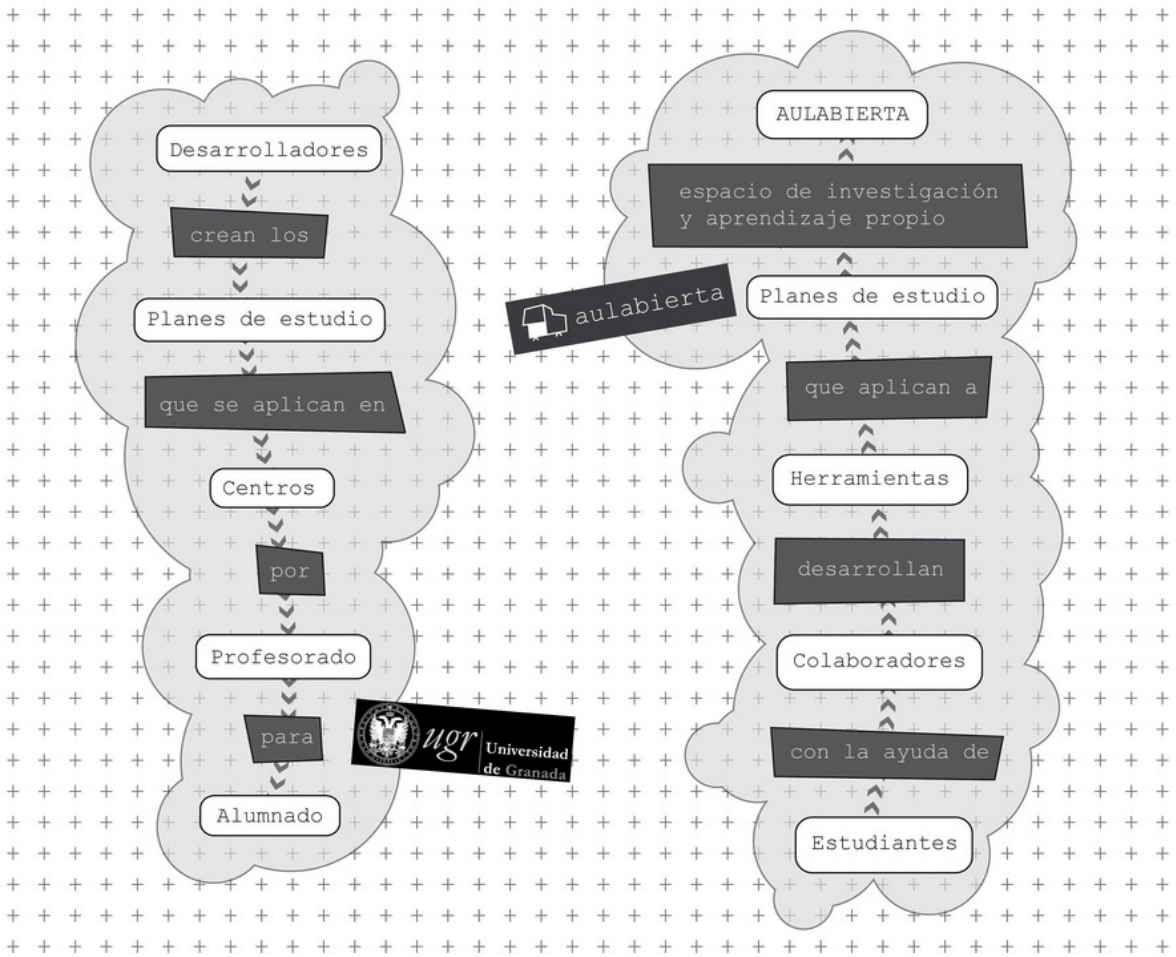 Desarrolladores
crean los
Planes de estudio
que se aplican en
Centros
por
Profesorado
para
Alumnado
ugr
Universidad
de Granada
AULABIERTA
espacio de investigación
y aprendizaje propio
aulabierta
Planes de estudio
que aplican a
Herramientas
desarrollan
Colaboradores
con la ayuda de
Estudiantes